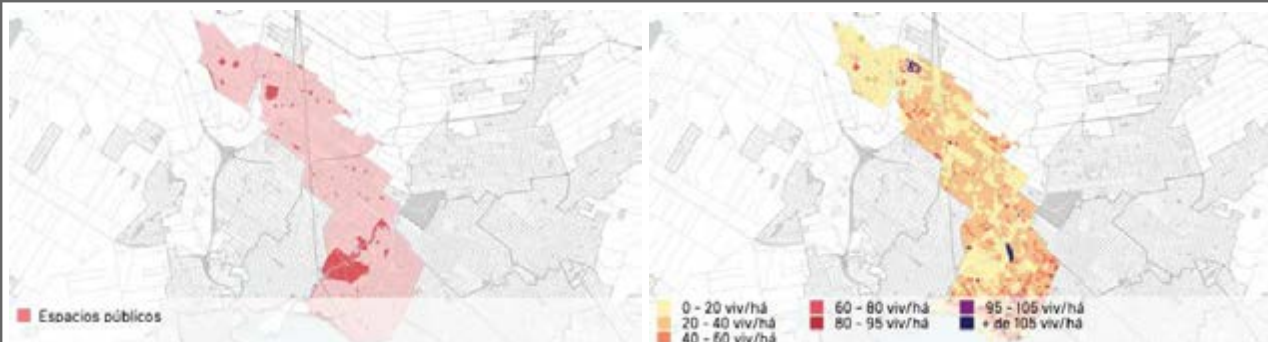 Espacios públicos
0 - 20 viv/há
20 - 40 viv/há
40 - 60 viv/há
60 - 80 viv/há
80 - 95 viv/há
95 - 105 viv/há
+ de 105 viv/há